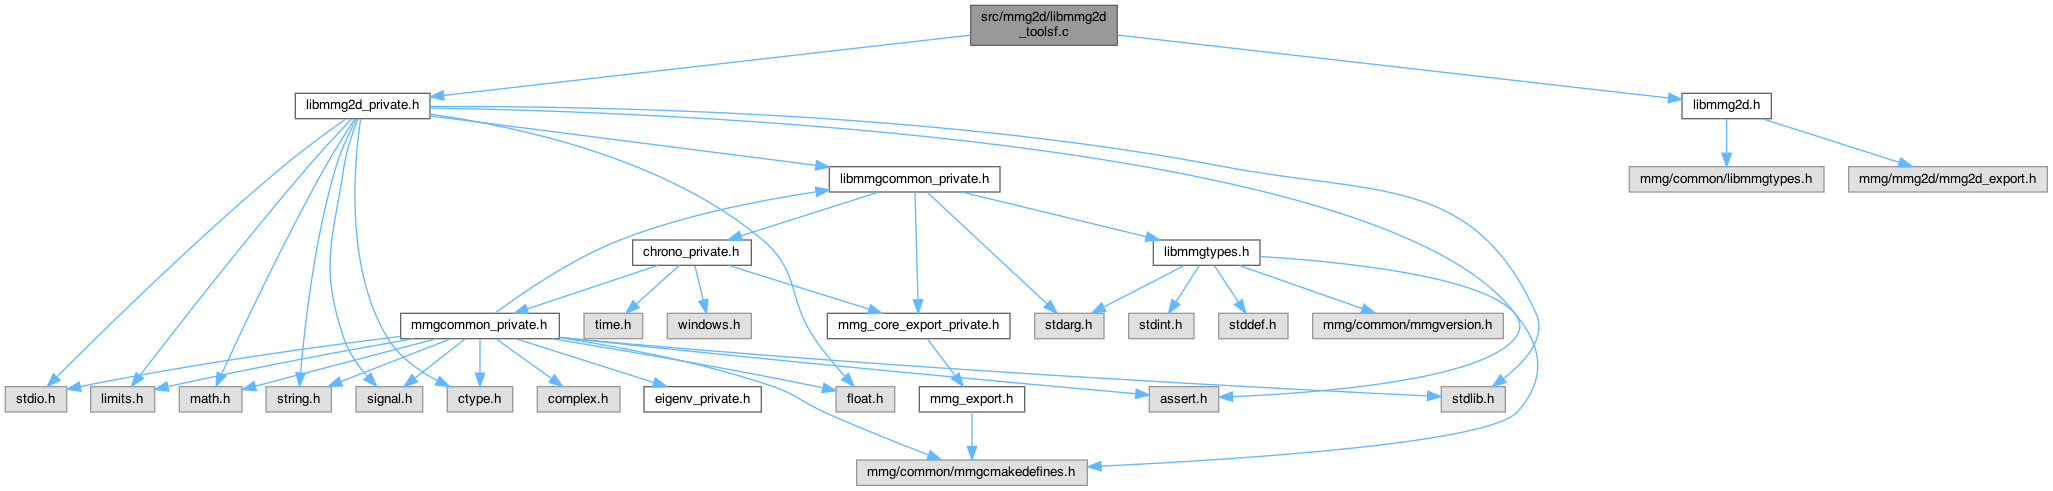 src/mmg2d/libmmg2d
_toolsf.c
libmmg2d_private.h
libmmg2d.h
libmmgcommon_private.h
mmg/common/libmmgtypes.h
mmg/mmg2d/mmg2d_export.h
chrono_private.h
libmmgtypes.h
mmgcommon_private.h
time.h
windows.h
mmg_core_export_private.h
stdarg.h
stdint.h
stddef.h
mmg/common/mmgversion.h
stdio.h
limits.h
math.h
string.h
signal.h
ctype.h
complex.h
eigenv_private.h
float.h
mmg_export.h
assert.h
stdlib.h
mmg/common/mmgcmakedefines.h